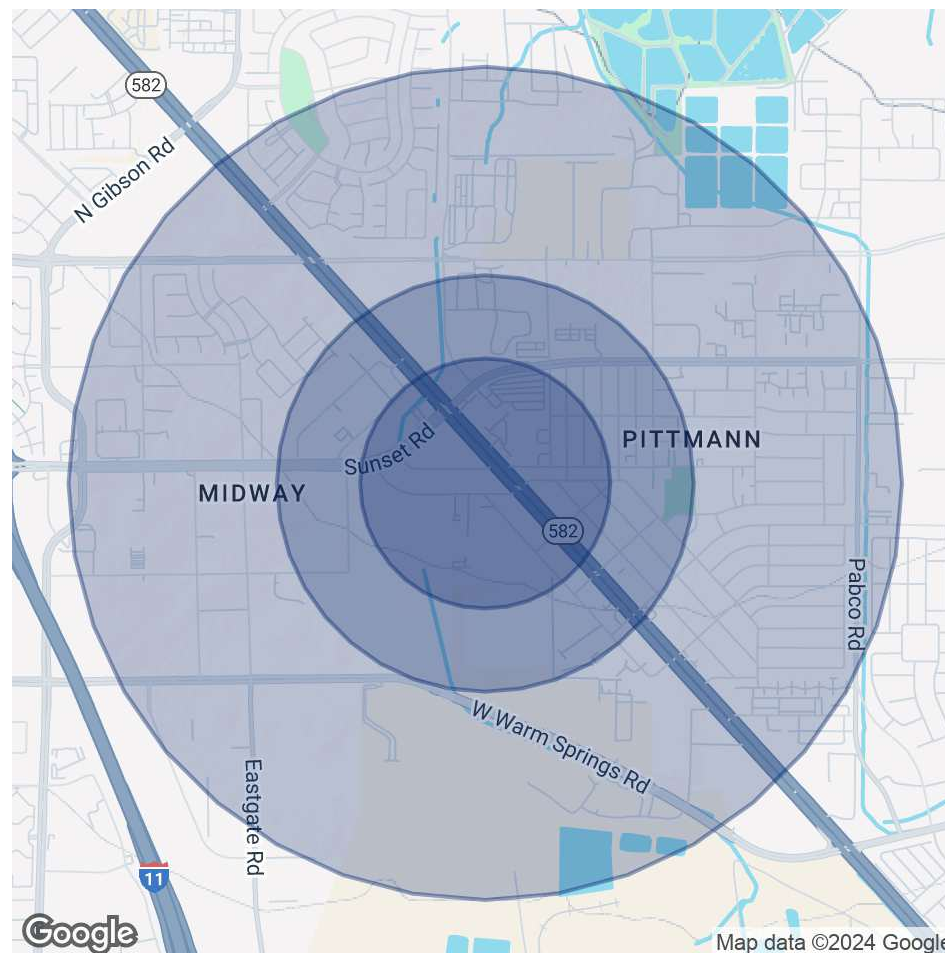 582
N Gibson Rd
PITTMANN
Sunset Rd
MIDWAY
582
Pabco Rd
W Warm Springs Rd
Eastgate Rd
11
Google
Map data ©2024 Google